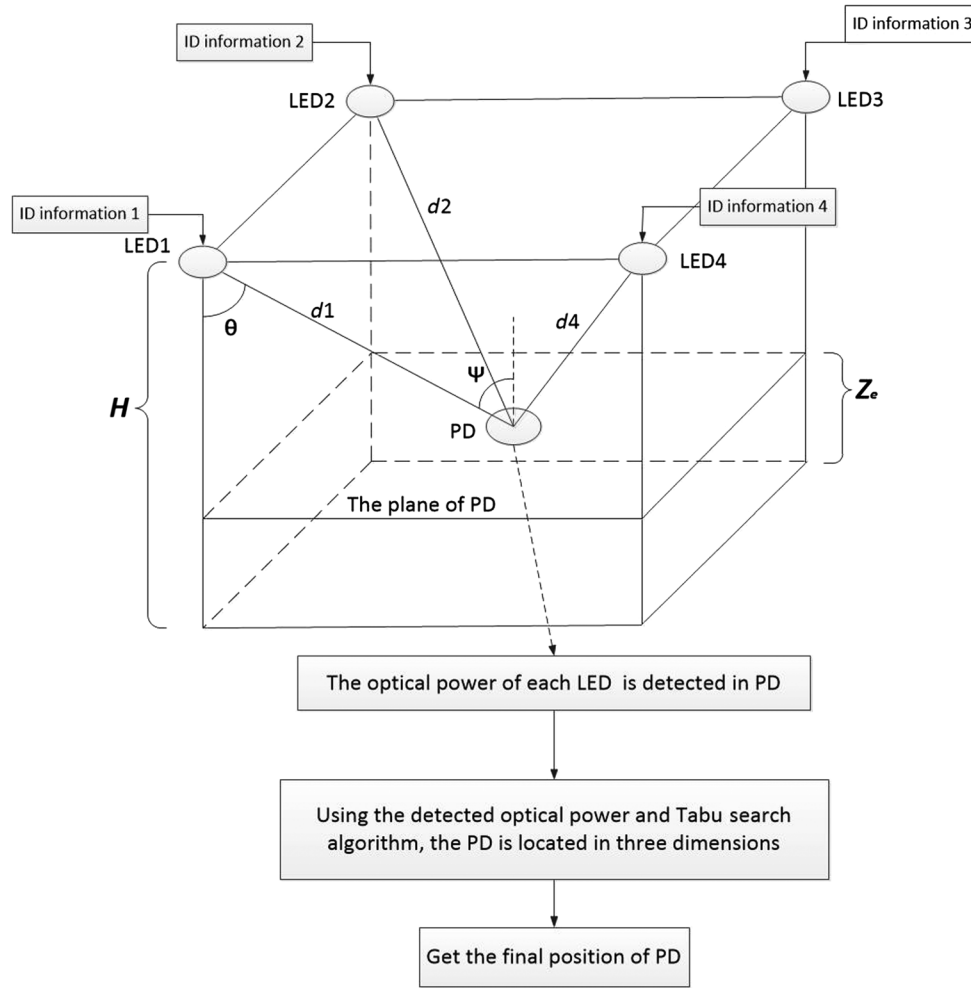 ID information 3
ID information 2
LED2
LED3
ID information 1
ID information 4
d2
LED1
LED4
d1
d4
θ
Ψ
H
Zₑ
PD
The plane of PD
The optical power of each LED is detected in PD
Using the detected optical power and Tabu search
algorithm, the PD is located in three dimensions
Get the final position of PD